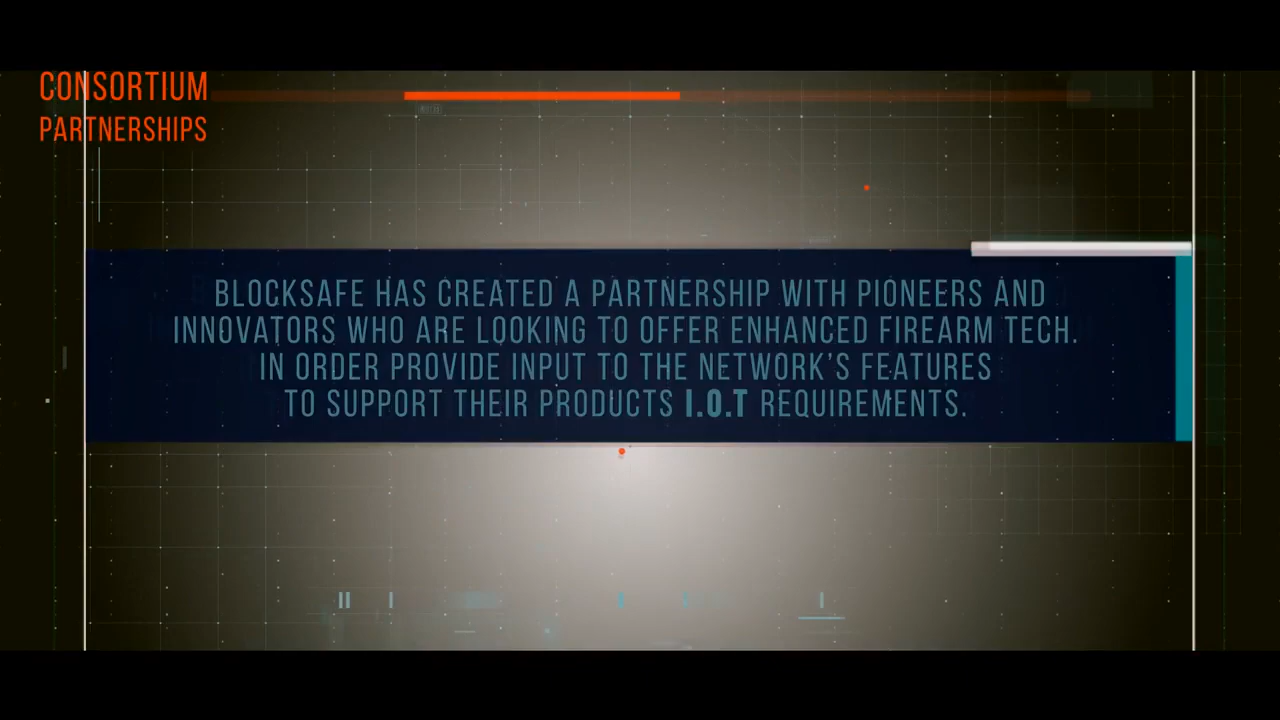 CONSORTIUM
PARTNERSHIPS
BLOCKSAFE HAS CREATED A PARTNERSHIP WITH PIONEERS AND
INNOVATORS WHO ARE LOOKING TO OFFER ENHANCED FIREARM TECH.
IN ORDER PROVIDE INPUT TO THE NETWORK'S FEATURES
TO SUPPORT THEIR PRODUCTS I.O.T REQUIREMENTS.